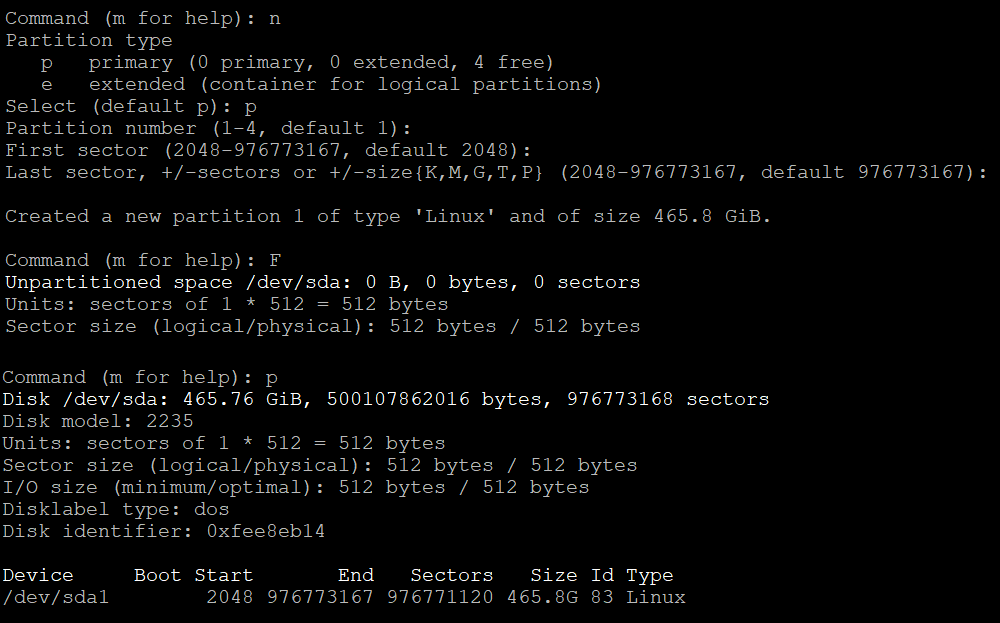 Command (m for help): n
Partition type
   p   primary (0 primary, 0 extended, 4 free)
   e   extended (container for logical partitions)
Select (default p): p
Partition number (1-4, default 1):
First sector (2048-976773167, default 2048):
Last sector, +/-sectors or +/-size{K,M,G,T,P} (2048-976773167, default 976773167):
Created a new partition 1 of type 'Linux' and of size 465.8 GiB.
Command (m for help): F
Unpartitioned space /dev/sda: 0 B, 0 bytes, 0 sectors
Units: sectors of 1 * 512 = 512 bytes
Sector size (logical/physical): 512 bytes / 512 bytes
Command (m for help): p
Disk /dev/sda: 465.76 GiB, 500107862016 bytes, 976773168 sectors
Disk model: 2235
Units: sectors of 1 * 512 = 512 bytes
Sector size (logical/physical): 512 bytes / 512 bytes
I/O size (minimum/optimal): 512 bytes / 512 bytes
Disklabel type: dos
Disk identifier: 0xfee8eb14
Device     Boot Start       End   Sectors   Size Id Type
/dev/sda1        2048 976773167 976771120 465.8G 83 Linux